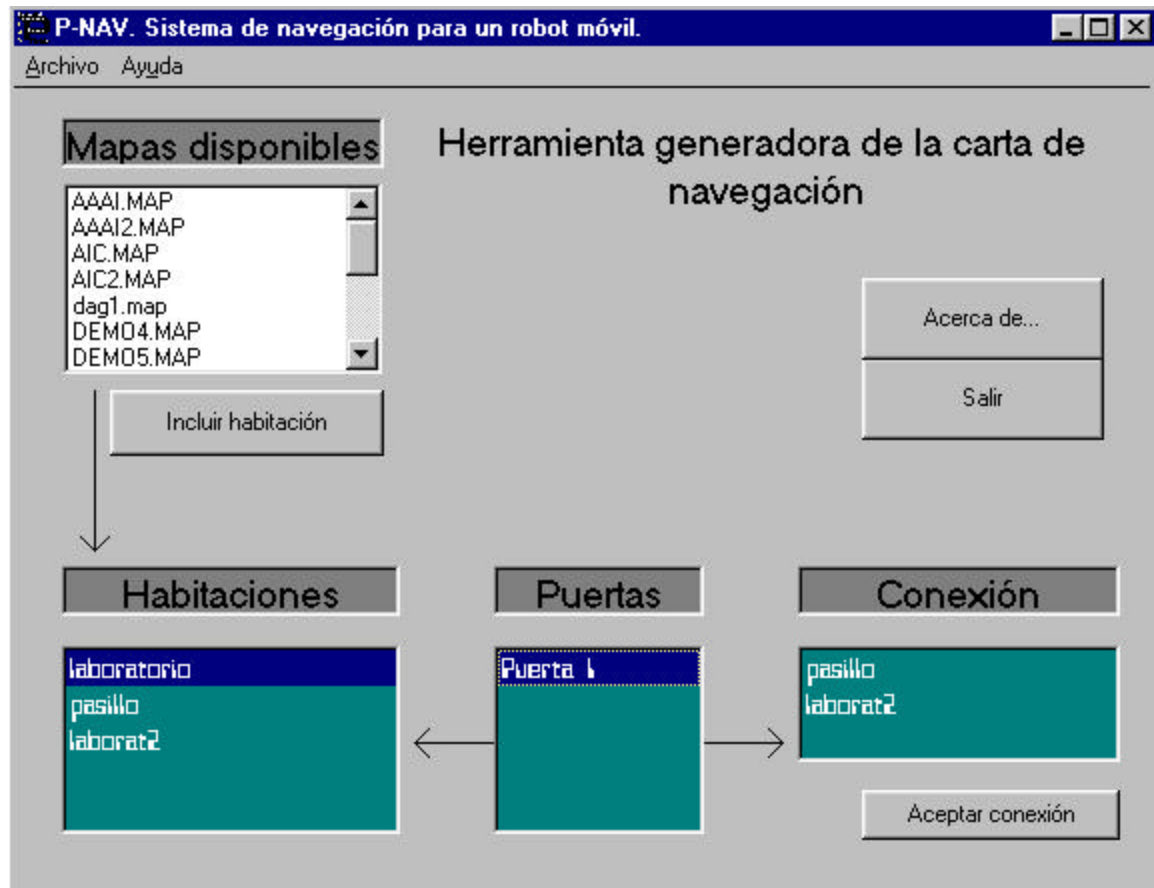 P-NAV. Sistema de navegación para un robot móvil.
Archivo Ayuda
Mapas disponibles
Herramienta generadora de la carta de
navegación
AAAI.MAP
AAAI2.MAP
AIC.MAP
AIC2.MAP
dag1.map
DEMO4.MAP
DEMO5.MAP
Acerca de...
Salir
Incluir habitación
Habitaciones
Puertas
Conexión
laboratorio
pasillo
laborat2
Puerta 1
pasillo
laborat2
Aceptar conexión